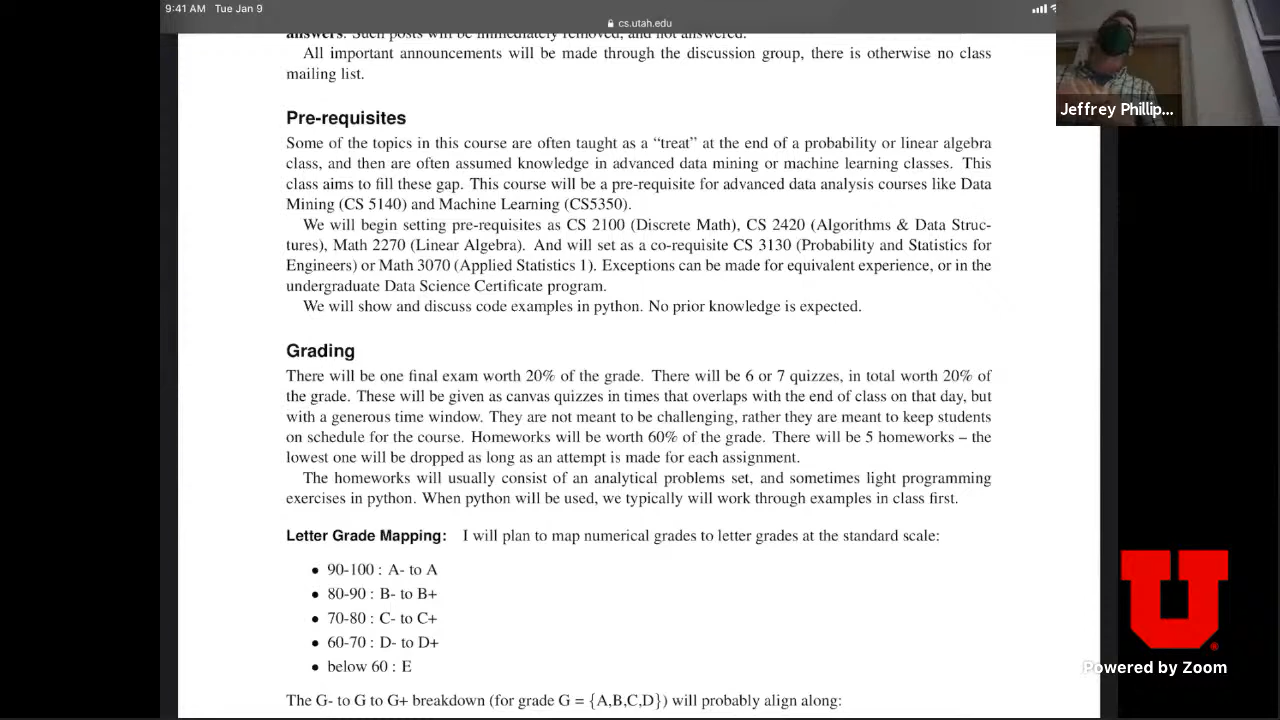 9:41 AM Tue Jan 9
cs.utah.edu
answers. Such posts will be immediately removed, and not answered.
All important announcements will be made through the discussion group, there is otherwise no class
mailing list.
Jeffrey Phillip...
Pre-requisites
Some of the topics in this course are often taught as a “treat” at the end of a probability or linear algebra
class, and then are often assumed knowledge in advanced data mining or machine learning classes. This
class aims to fill these gap. This course will be a pre-requisite for advanced data analysis courses like Data
Mining (CS 5140) and Machine Learning (CS5350).
We will begin setting pre-requisites as CS 2100 (Discrete Math), CS 2420 (Algorithms & Data Struc-
tures), Math 2270 (Linear Algebra). And will set as a co-requisite CS 3130 (Probability and Statistics for
Engineers) or Math 3070 (Applied Statistics 1). Exceptions can be made for equivalent experience, or in the
undergraduate Data Science Certificate program.
We will show and discuss code examples in python. No prior knowledge is expected.
Grading
There will be one final exam worth 20% of the grade. There will be 6 or 7 quizzes, in total worth 20% of
the grade. These will be given as canvas quizzes in times that overlaps with the end of class on that day, but
with a generous time window. They are not meant to be challenging, rather they are meant to keep students
on schedule for the course. Homeworks will be worth 60% of the grade. There will be 5 homeworks – the
lowest one will be dropped as long as an attempt is made for each assignment.
The homeworks will usually consist of an analytical problems set, and sometimes light programming
exercises in python. When python will be used, we typically will work through examples in class first.
Letter Grade Mapping: I will plan to map numerical grades to letter grades at the standard scale:
• 90-100 : A- to A
• 80-90 : B- to B+
• 70-80 : C- to C+
• 60-70 : D- to D+
• below 60 : E
The G- to G to G+ breakdown (for grade G = {A,B,C,D}) will probably align along:
U
Powered by Zoom